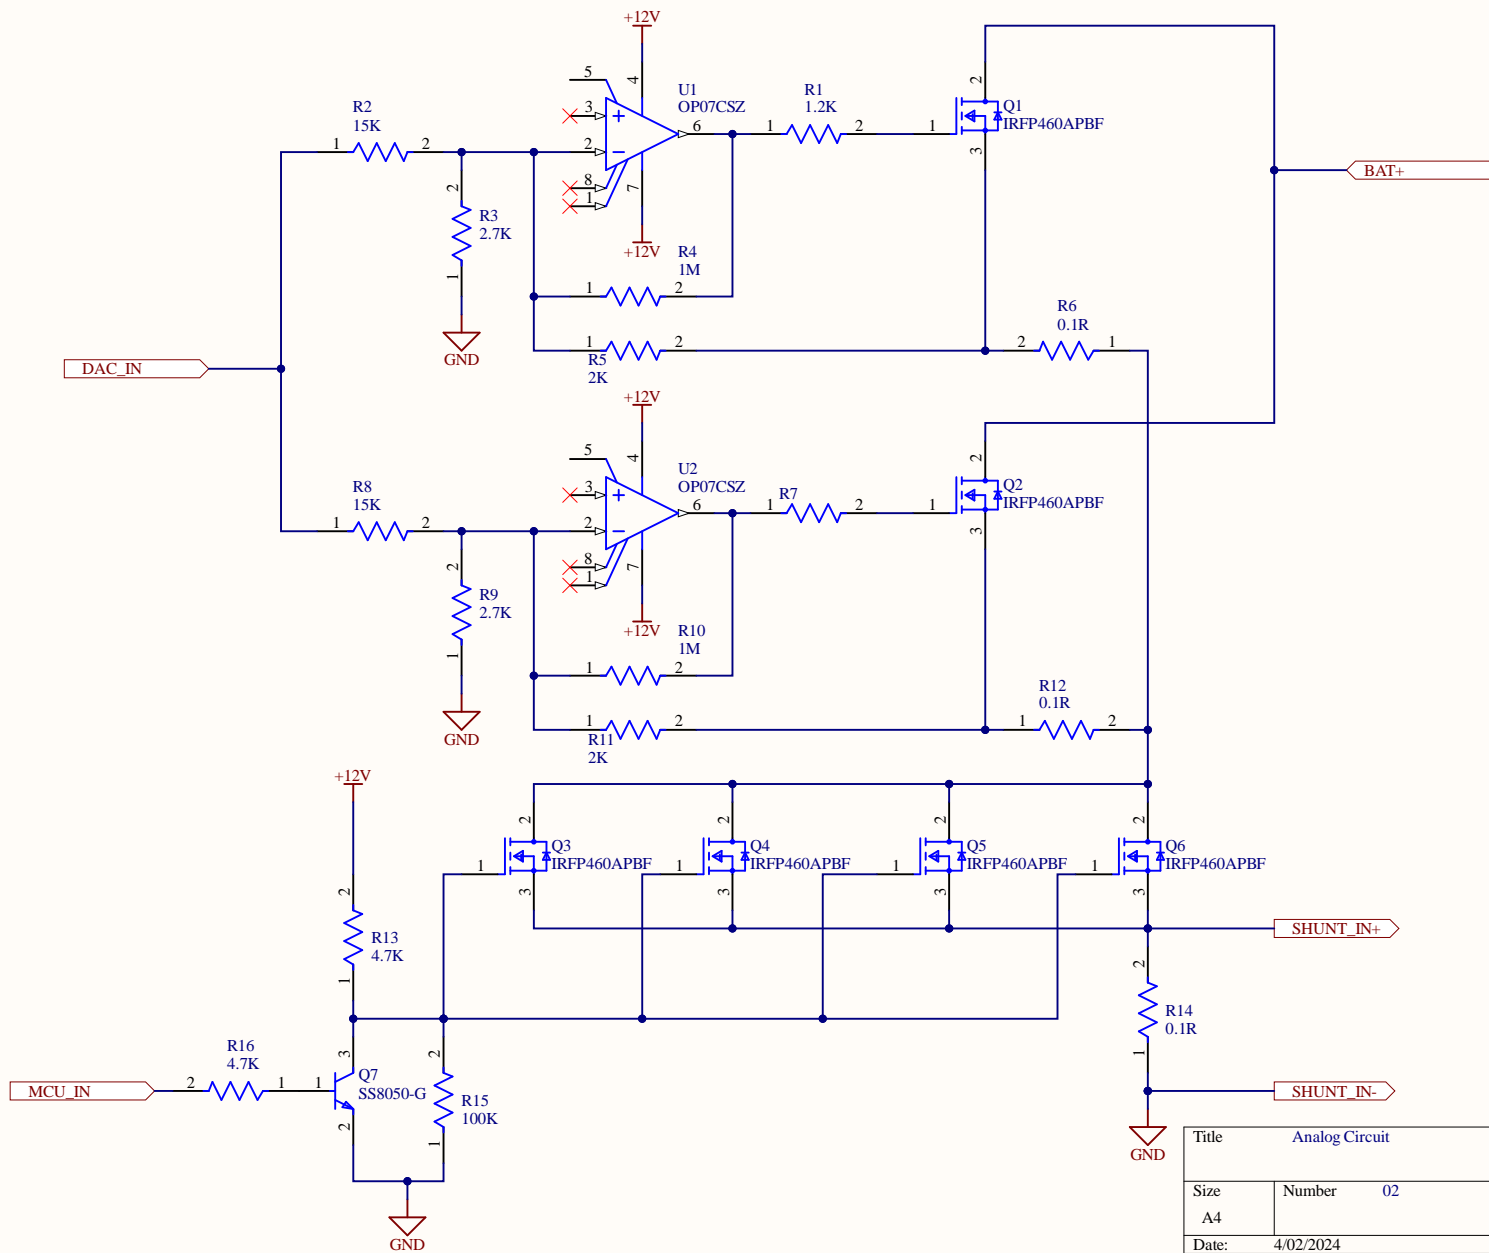 +12V
5
4
U1
OP07CSZ
3
+
6
2
−
8
1
7
+12V
R2
15K
1
2
2
R3
2.7K
1
GND
R4
1M
1
2
1
2
R5
2K
R1
1.2K
1
2
1
2
Q1
IRFP460APBF
3
BAT+
R6
0.1R
2
1
DAC_IN
+12V
5
4
U2
OP07CSZ
3
+
6
2
−
8
1
7
+12V
R8
15K
1
2
2
R9
2.7K
1
GND
R10
1M
1
2
1
2
R11
2K
R7
1
2
1
2
Q2
IRFP460APBF
3
R12
0.1R
1
2
+12V
2
R13
4.7K
1
2
Q3
IRFP460APBF
1
3
2
Q4
IRFP460APBF
1
3
2
Q5
IRFP460APBF
1
3
2
Q6
IRFP460APBF
1
3
SHUNT_IN+
2
R14
0.1R
1
SHUNT_IN-
GND
MCU_IN
R16
4.7K
2
1
1
3
Q7
SS8050-G
2
2
R15
100K
1
GND
Title Analog Circuit
Size Number 02
A4
Date: 4/02/2024